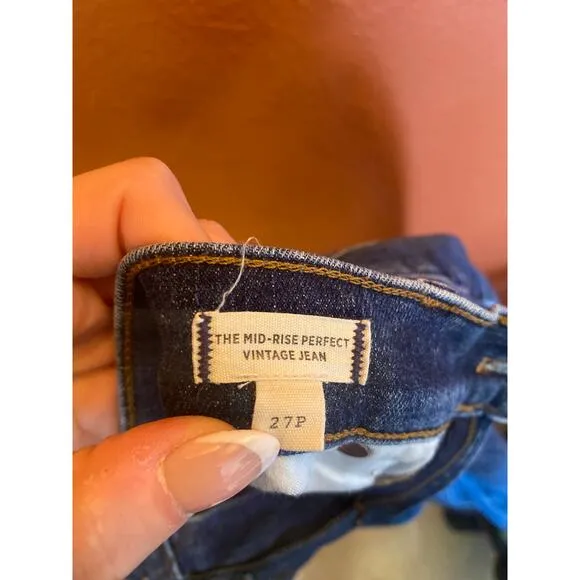 THE MID-RISE PERFECT
VINTAGE JEAN
27P